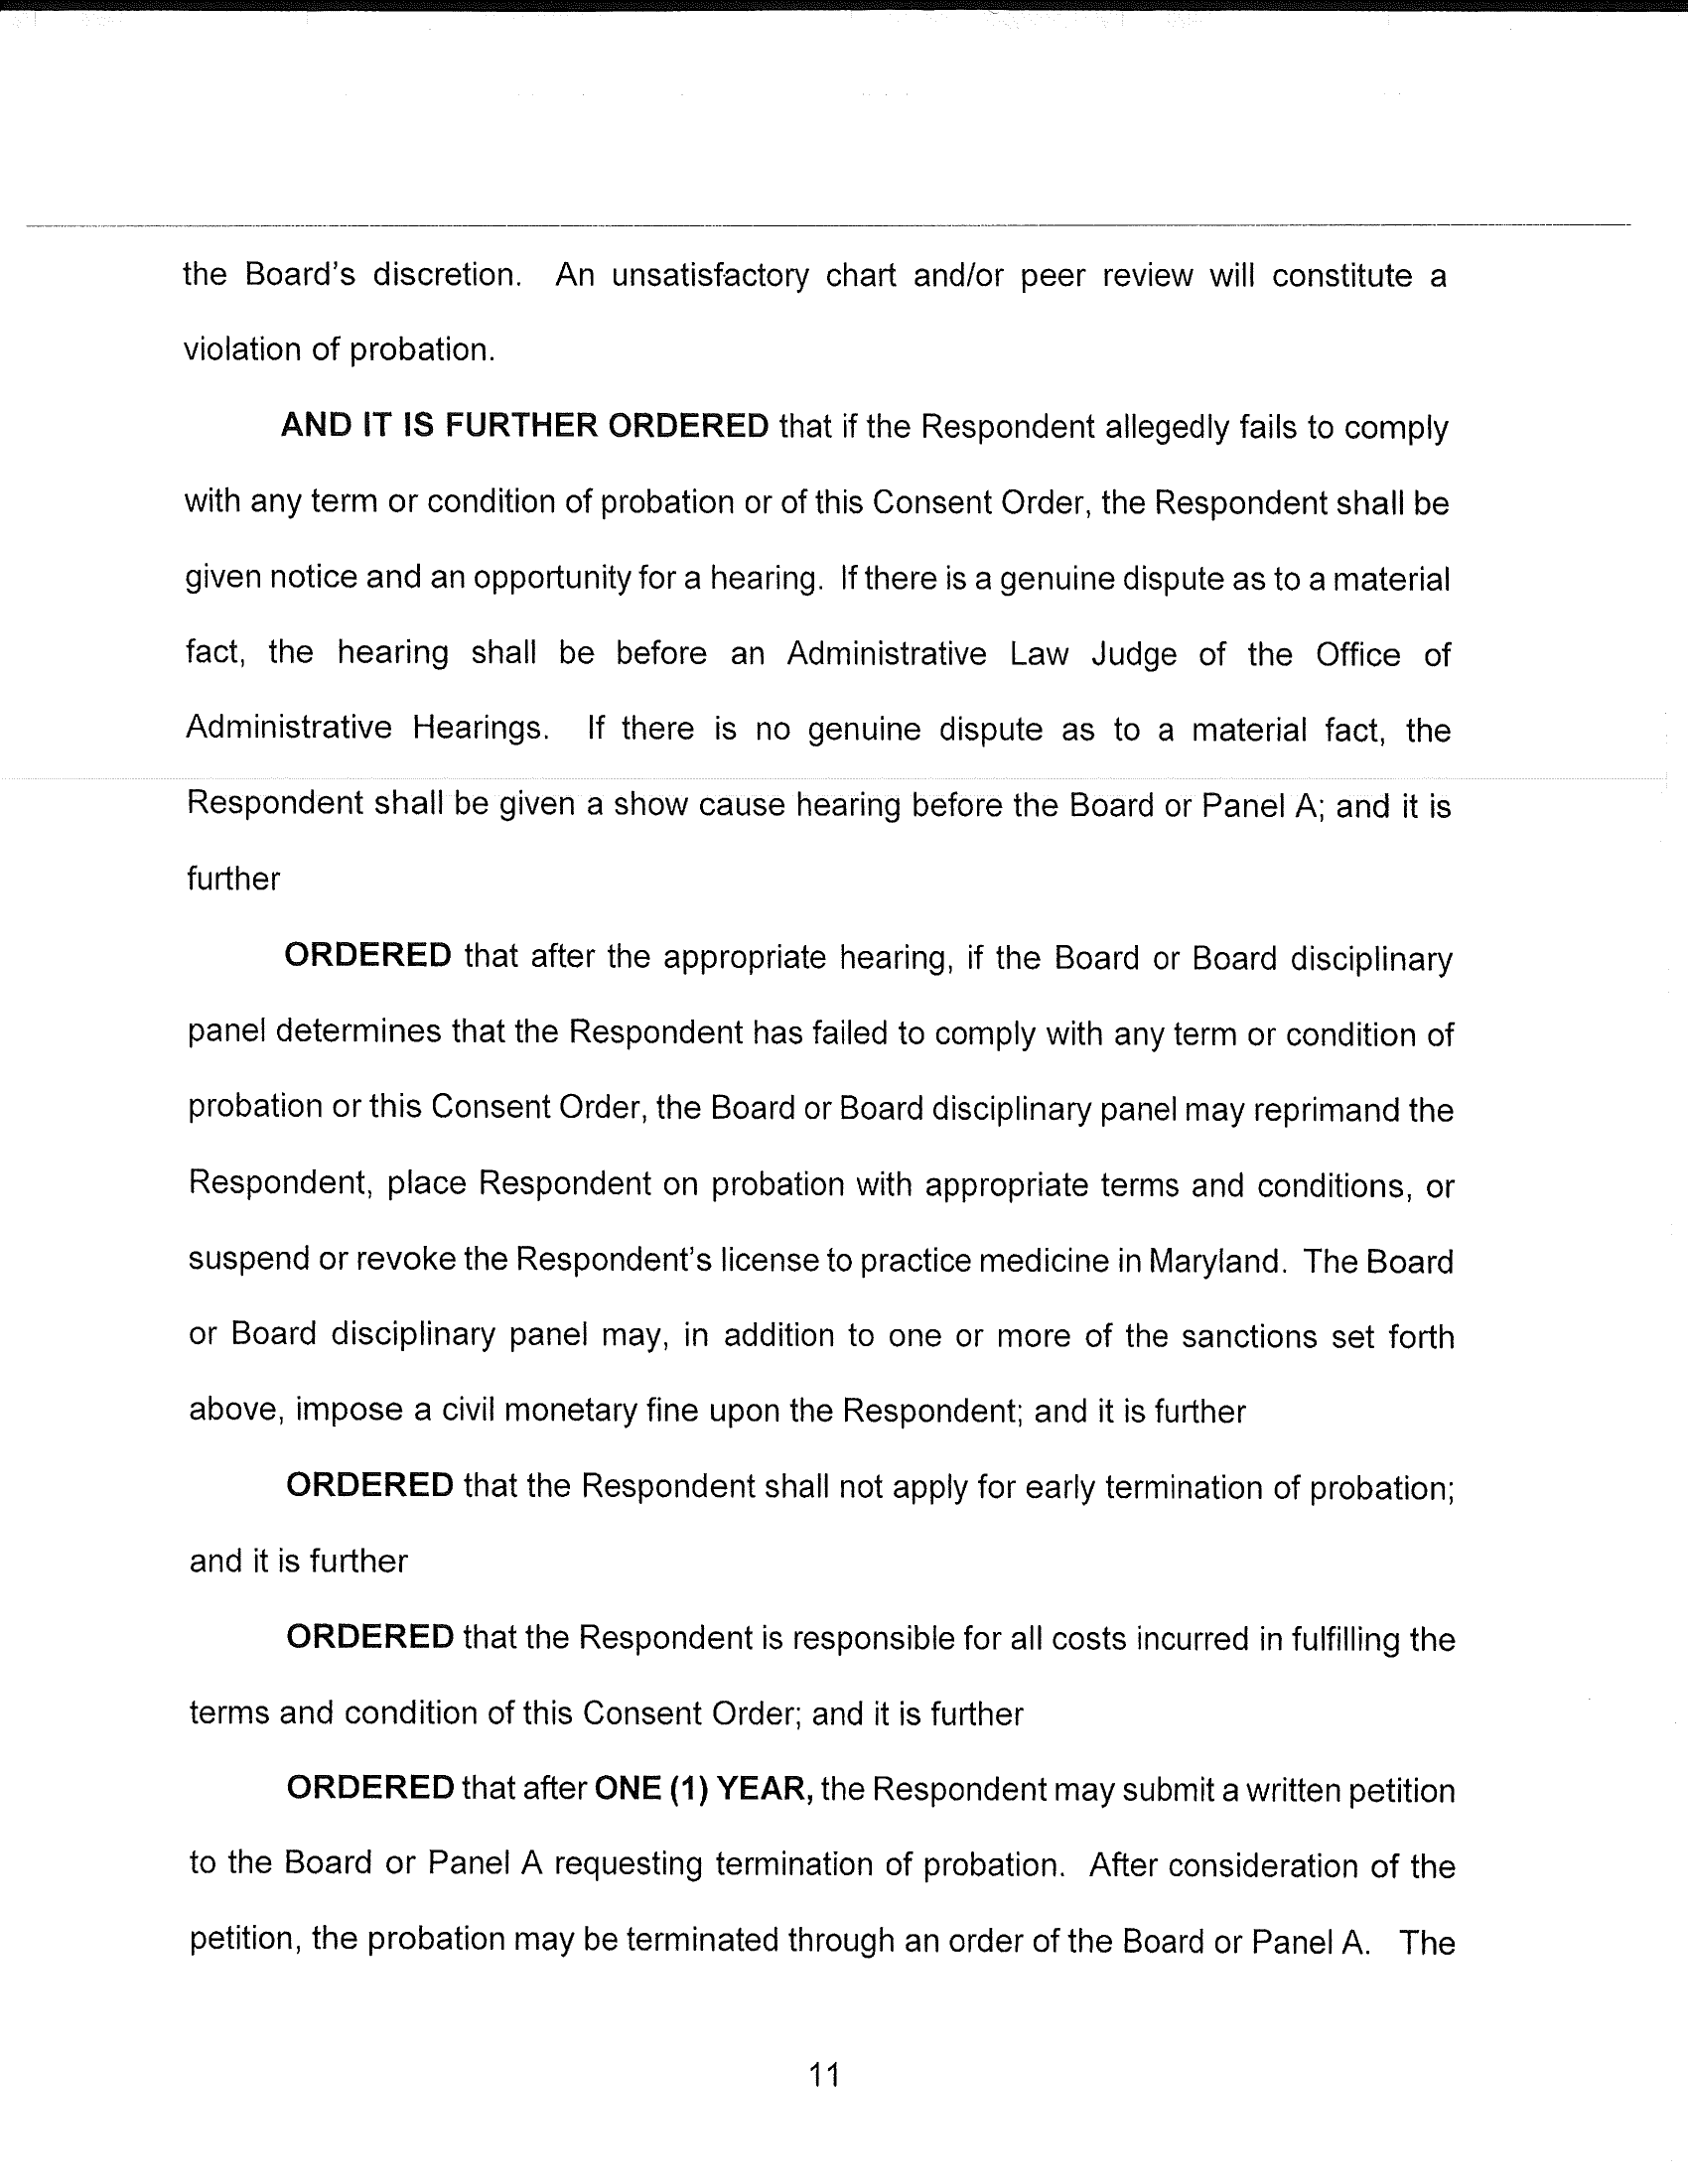 the Board's discretion. An unsatisfactory chart and/or peer review will constitute a
violation of probation.
AND IT IS FURTHER ORDERED that if the Respondent allegedly fails to comply
with any term or condition of probation or of this Consent Order, the Respondent shall be
given notice and an opportunity for a hearing. If there is a genuine dispute as to a material
fact, the hearing shall be before an Administrative Law Judge of the Office of
Administrative Hearings. If there is no genuine dispute as to a material fact, the
Respondent shall be given a show cause hearing before the Board or Panel A; and it is
further
ORDERED that after the appropriate hearing, if the Board or Board disciplinary
panel determines that the Respondent has failed to comply with any term or condition of
probation or this Consent Order, the Board or Board disciplinary panel may reprimand the
Respondent, place Respondent on probation with appropriate terms and conditions, or
suspend or revoke the Respondent's license to practice medicine in Maryland. The Board
or Board disciplinary panel may, in addition to one or more of the sanctions set forth
above, impose a civil monetary fine upon the Respondent; and it is further
ORDERED that the Respondent shall not apply for early termination of probation;
and it is further
ORDERED that the Respondent is responsible for all costs incurred in fulfilling the
terms and condition of this Consent Order; and it is further
ORDERED that after ONE (1) YEAR, the Respondent may submit a written petition
to the Board or Panel A requesting termination of probation. After consideration of the
petition, the probation may be terminated through an order of the Board or Panel A. The
11